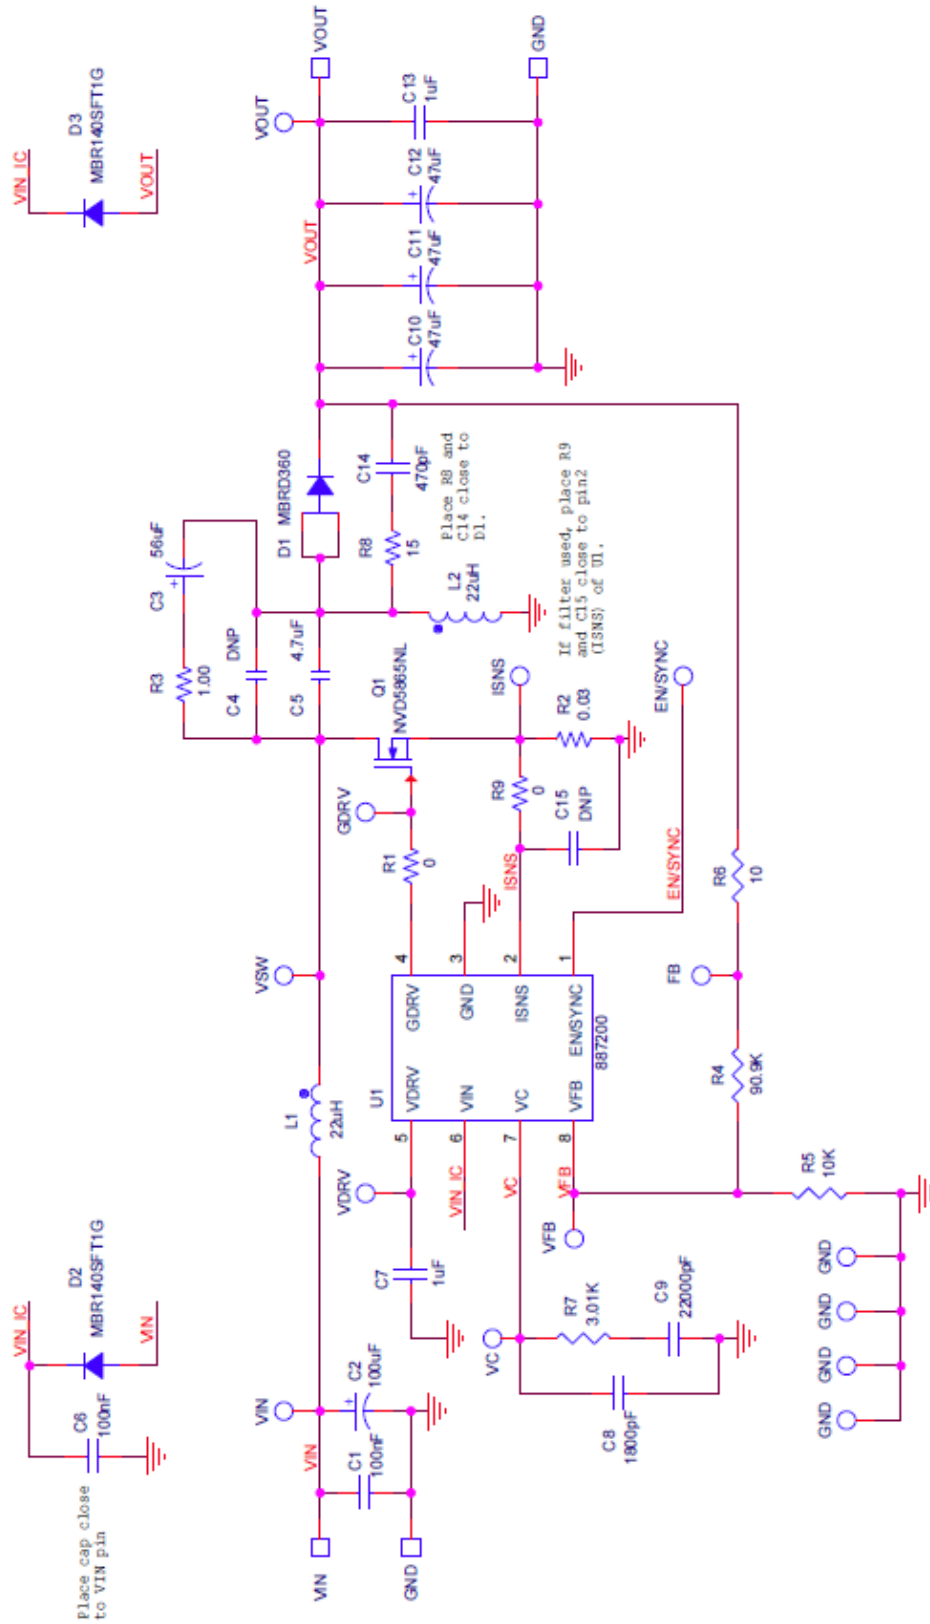 Place cap close
to VIN pin
C6
100nF
VIN_IC
D2
MBR140SFT1G
VIN
VIN_IC
D3
MBR140SFT1G
VOUT
VIN
GND
VIN
C1
100nF
VIN
C2
100uF
L1
22uH
VSW
R3
1.00
C3
56uF
C4
DNP
C5
4.7uF
D1 MBRD360
R8
15
C14
470pF
Place R8 and
C14 close to
D1.
L2
22uH
VOUT
VOUT
VOUT
GND
C10
47uF
C11
47uF
C12
47uF
C13
1uF
GDRV
R1
0
Q1
NVD5865NL
ISNS
R9
0
R2
0.03
C15
DNP
ISNS
If filter used, place R9
and C15 close to pin2
(ISNS) of U1.
EN/SYNC
EN/SYNC
VDRV
C7
1uF
VIN_IC
VC
VFB
VFB
U1
5
VDRV
GDRV
4
6
VIN
GND
3
7
VC
ISNS
2
8
VFB
EN/SYNC
1
887200
VC
R7
3.01K
C9
22000pF
C8
1800pF
FB
R4
90.9K
R6
10
R5
10K
GND
GND
GND
GND